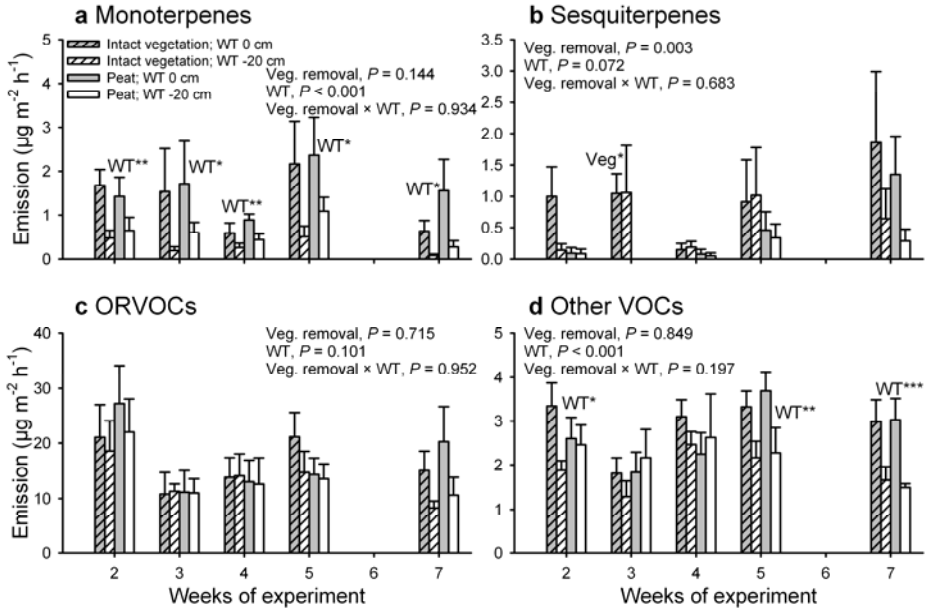 a Monoterpenes
Emission (µg m-2 h-1)
5
4
3
2
1
0
Intact vegetation; WT 0 cm
Intact vegetation; WT -20 cm
Peat; WT 0 cm
Peat; WT -20 cm
Veg. removal, P = 0.144
WT, P < 0.001
Veg. removal × WT, P = 0.934
WT**
WT*
WT**
WT*
WT*
b Sesquiterpenes
3.5
3.0
2.5
2.0
1.5
1.0
0.5
0.0
Veg. removal, P = 0.003
WT, P = 0.072
Veg. removal × WT, P = 0.683
Veg*
c ORVOCs
Emission (µg m-2 h-1)
40
30
20
10
0
Veg. removal, P = 0.715
WT, P = 0.101
Veg. removal × WT, P = 0.952
2 3 4 5 6 7
Weeks of experiment
d Other VOCs
5
4
3
2
1
0
Veg. removal, P = 0.849
WT, P < 0.001
Veg. removal × WT, P = 0.197
WT*
WT**
WT***
2 3 4 5 6 7
Weeks of experiment